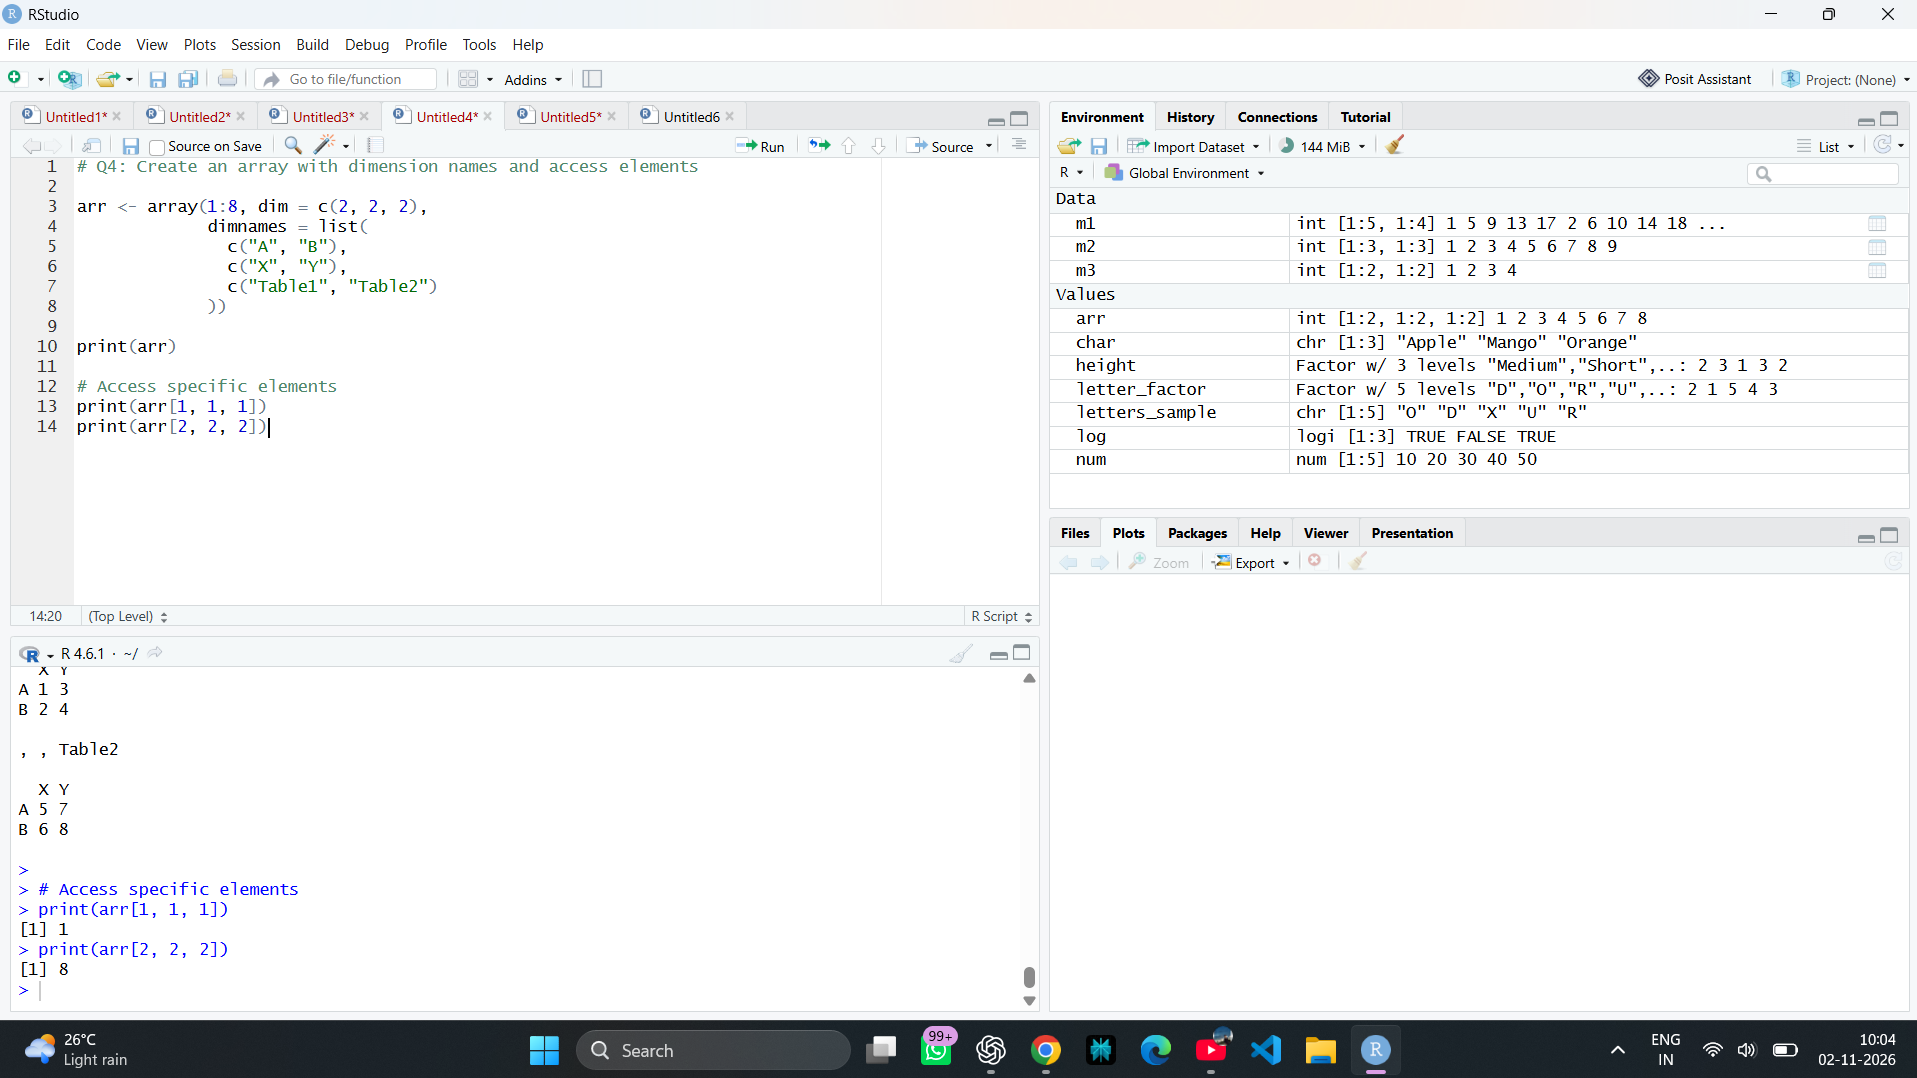 RStudio
File Edit Code View Plots Session Build Debug Profile Tools Help
Go to file/function Addins Posit Assistant Project: (None)
Untitled1* Untitled2* Untitled3* Untitled4* Untitled5* Untitled6
Source on Save Run Source
1 # Q4: Create an array with dimension names and access elements
2
3 arr <- array(1:8, dim = c(2, 2, 2),
4 dimnames = list(
5 c("A", "B"),
6 c("X", "Y"),
7 c("Table1", "Table2")
8 ))
9
10 print(arr)
11
12 # Access specific elements
13 print(arr[1, 1, 1])
14 print(arr[2, 2, 2])
14:20 (Top Level) R Script
R 4.6.1 · ~/
X Y
A 1 3
B 2 4
, , Table2
X Y
A 5 7
B 6 8
>
> # Access specific elements
> print(arr[1, 1, 1])
[1] 1
> print(arr[2, 2, 2])
[1] 8
>
Environment History Connections Tutorial
Import Dataset 144 MiB List
R Global Environment
Data
m1 int [1:5, 1:4] 1 5 9 13 17 2 6 10 14 18 ...
m2 int [1:3, 1:3] 1 2 3 4 5 6 7 8 9
m3 int [1:2, 1:2] 1 2 3 4
Values
arr int [1:2, 1:2, 1:2] 1 2 3 4 5 6 7 8
char chr [1:3] "Apple" "Mango" "Orange"
height Factor w/ 3 levels "Medium","Short",..: 2 3 1 3 2
letter_factor Factor w/ 5 levels "D","O","R","U",..: 2 1 5 4 3
letters_sample chr [1:5] "O" "D" "X" "U" "R"
log logi [1:3] TRUE FALSE TRUE
num num [1:5] 10 20 30 40 50
Files Plots Packages Help Viewer Presentation
Zoom Export
26°C
Light rain
Search
99+
ENG
IN
10:04
02-11-2026